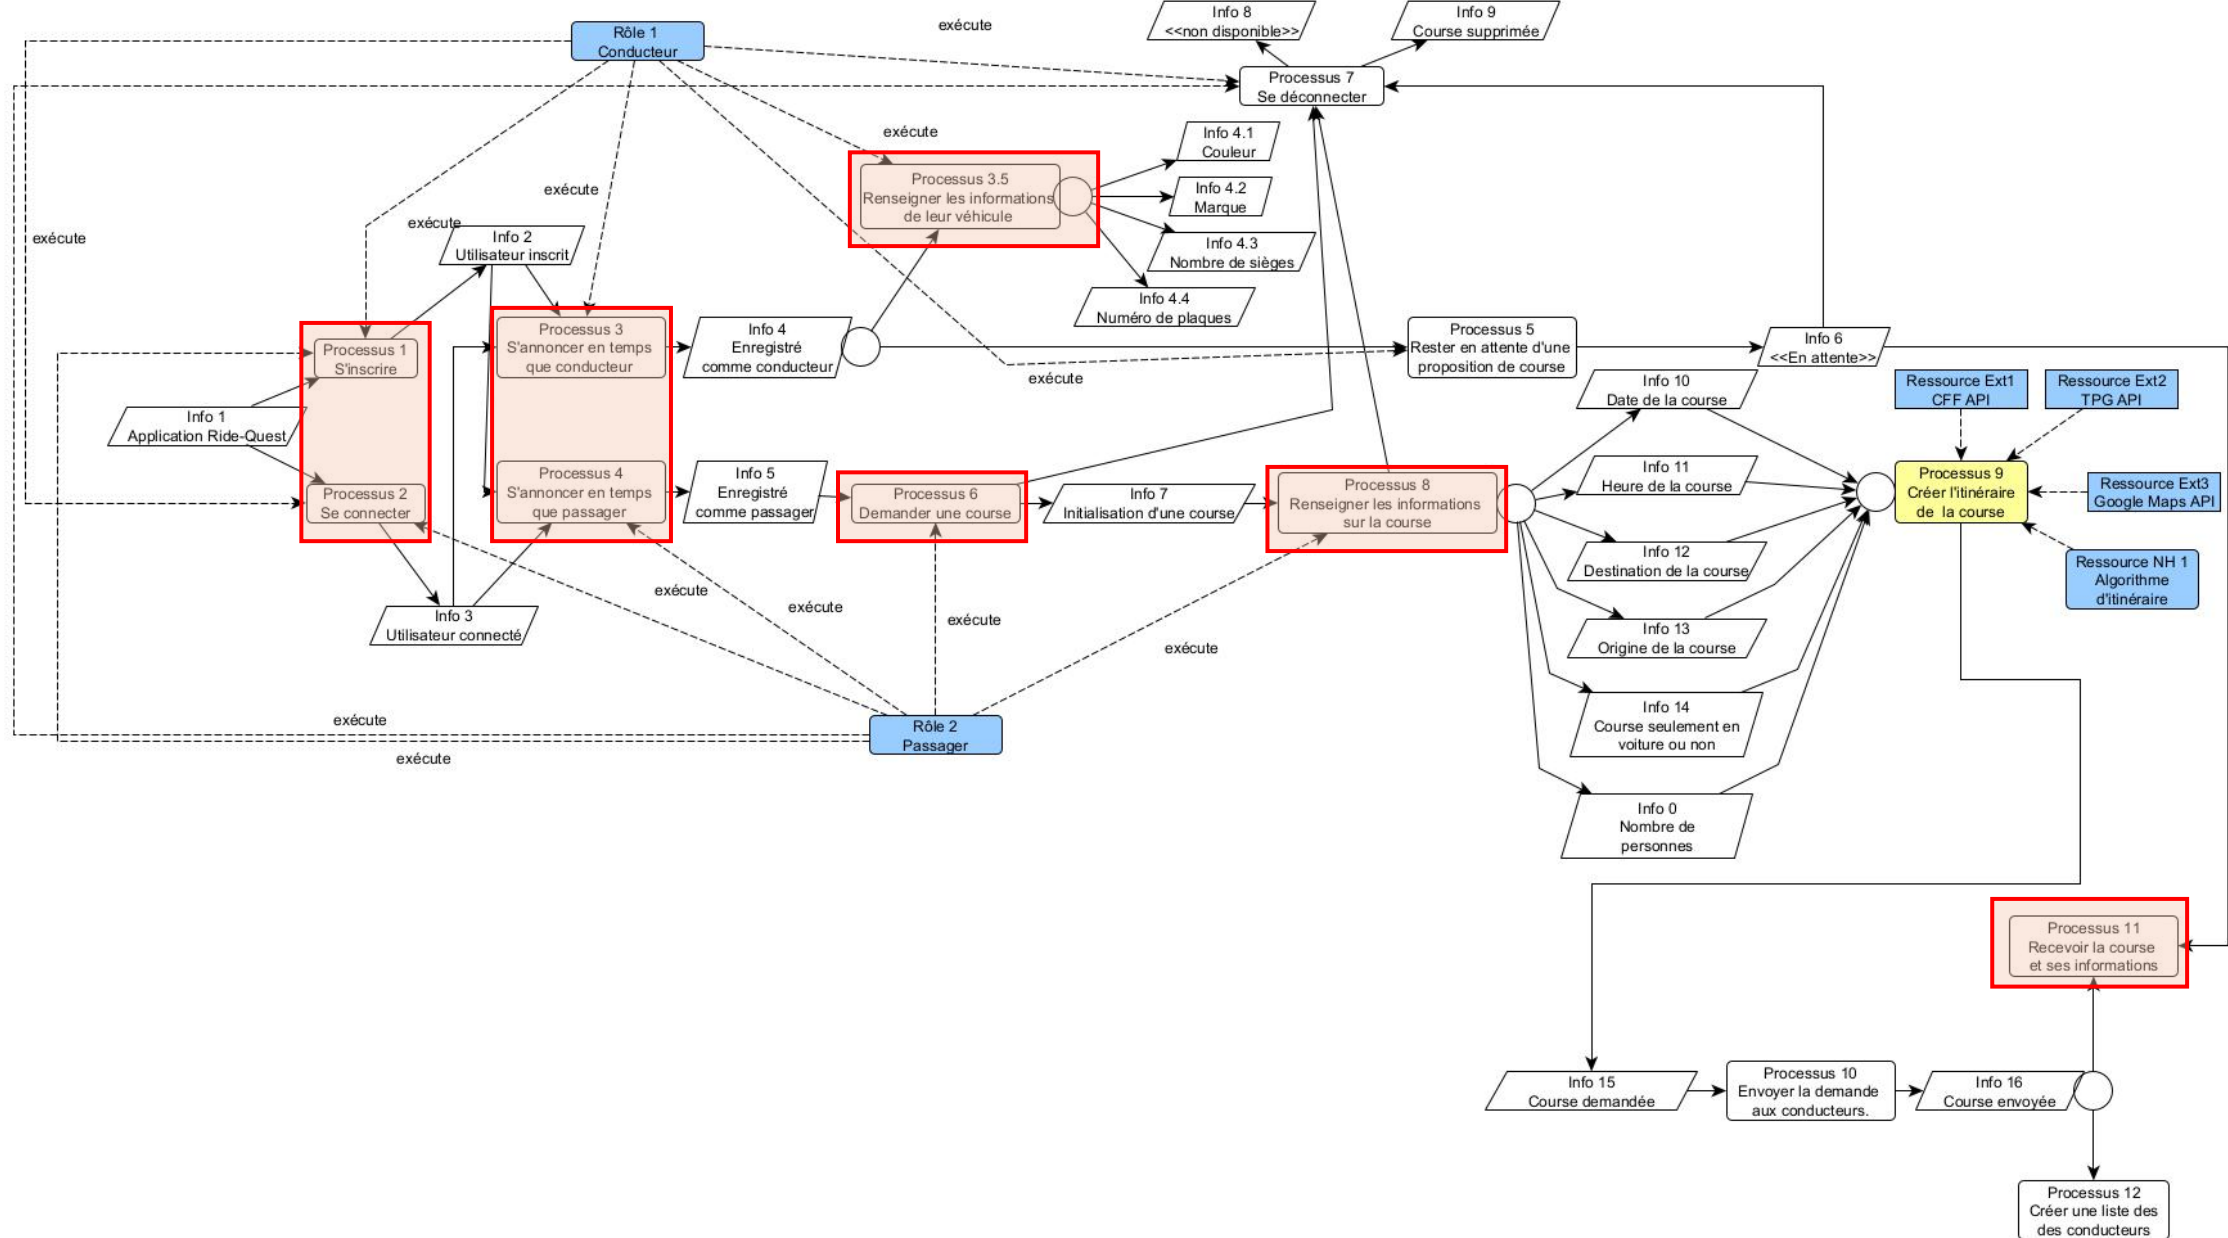 Info 8
<<non disponible>>
Info 9
Course supprimée
Rôle 1
Conducteur
exécute
Processus 7
Se déconnecter
exécute
Info 4.1
Couleur
Processus 3.5
Renseigner les informations
de leur véhicule
Info 4.2
Marque
exécute
exécute
exécute
Info 2
Utilisateur inscrit
Info 4.3
Nombre de sièges
Info 4.4
Numéro de plaques
Processus 1
S'inscrire
Processus 3
S'annoncer en temps
que conducteur
Info 4
Enregistré
comme conducteur
Processus 5
Rester en attente d'une
proposition de course
Info 6
<<En attente>>
exécute
Info 10
Date de la course
Ressource Ext1
CFF API
Ressource Ext2
TPG API
Info 1
Application Ride-Quest
Processus 2
Se connecter
Processus 4
S'annoncer en temps
que passager
Info 5
Enregistré
comme passager
Processus 6
Demander une course
Info 7
Initialisation d'une course
Processus 8
Renseigner les informations
sur la course
Info 11
Heure de la course
Processus 9
Créer l'itinéraire
de la course
Ressource Ext3
Google Maps API
Info 12
Destination de la course
Ressource NH 1
Algorithme
d'itinéraire
Info 3
Utilisateur connecté
exécute
exécute
exécute
exécute
Info 13
Origine de la course
Rôle 2
Passager
exécute
exécute
Info 14
Course seulement en
voiture ou non
Info 0
Nombre de
personnes
Processus 11
Recevoir la course
et ses informations
Info 15
Course demandée
Processus 10
Envoyer la demande
aux conducteurs.
Info 16
Course envoyée
Processus 12
Créer une liste des
des conducteurs